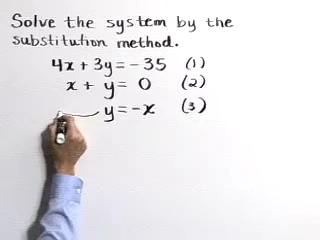 Solve the system by the
substitution method.
4x + 3y = -35 (1)
x + y = 0 (2)
y = -x (3)